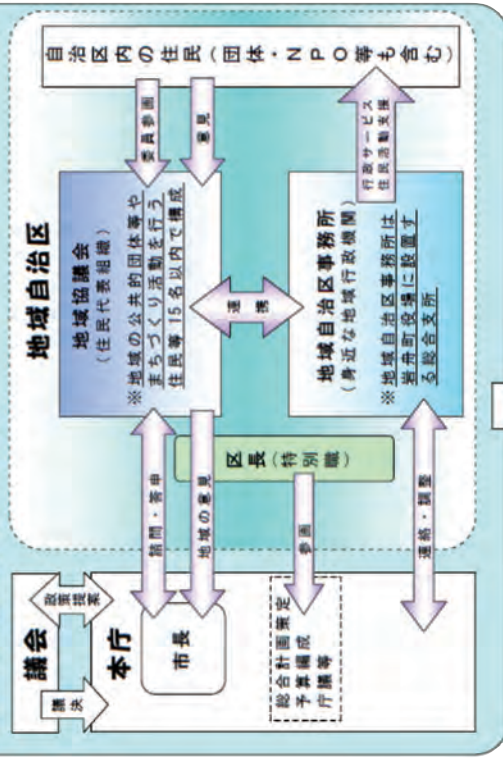 議会
議決
政策提案
本庁
市長
総合計画策定
予算編成
庁議等
諮問・答申
地域の意見
参画
連絡・調整
区長(特別職)
地域自治区
地域協議会
(住民代表組織)
※地域の公共的団体等や
まちづくり活動を行う
住民等15名以内で構成
連携
地域自治区事務所
(身近な地域行政機関)
※地域自治区事務所は
岩舟町役場に設置す
る総合支所
委員参画
意見
行政サービス
住民活動支援
自治区内の住民(団体・NPO等も含む)